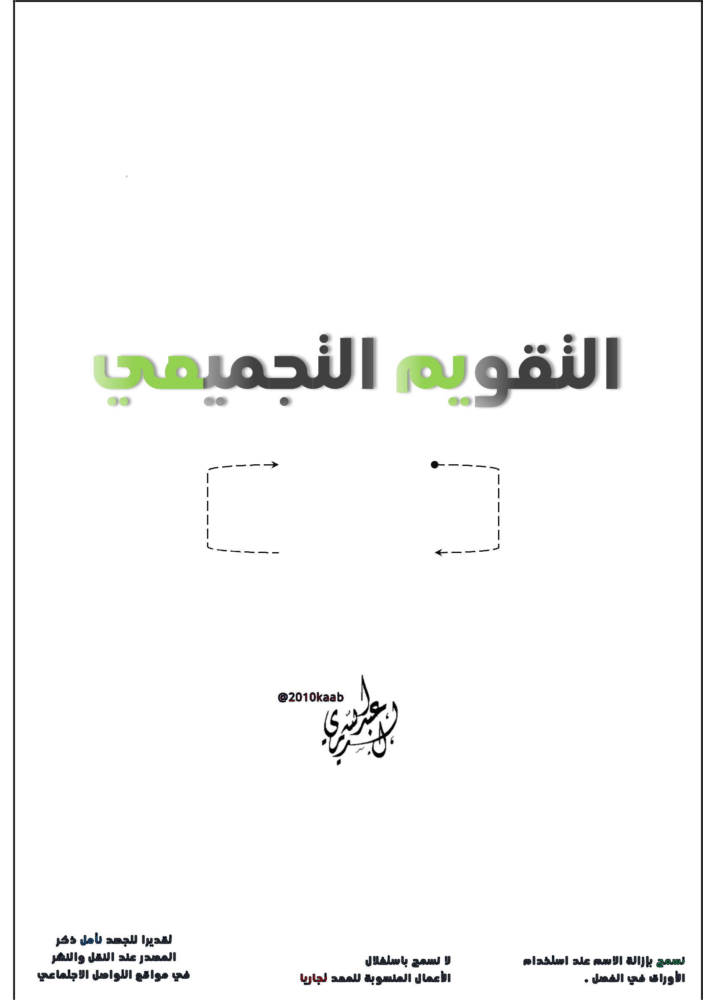 التقويم التجميعي
@2010kaab
نسمح بإزالة الاسم عند استخدام
الأوراق في الفصل .
لا نسمح باستغلال
الأعمال المنسوبة للمعد تجاريا
تقديرا للجهد نأمل ذكر
المصدر عند النقل والنشر
في مواقع التواصل الاجتماعي